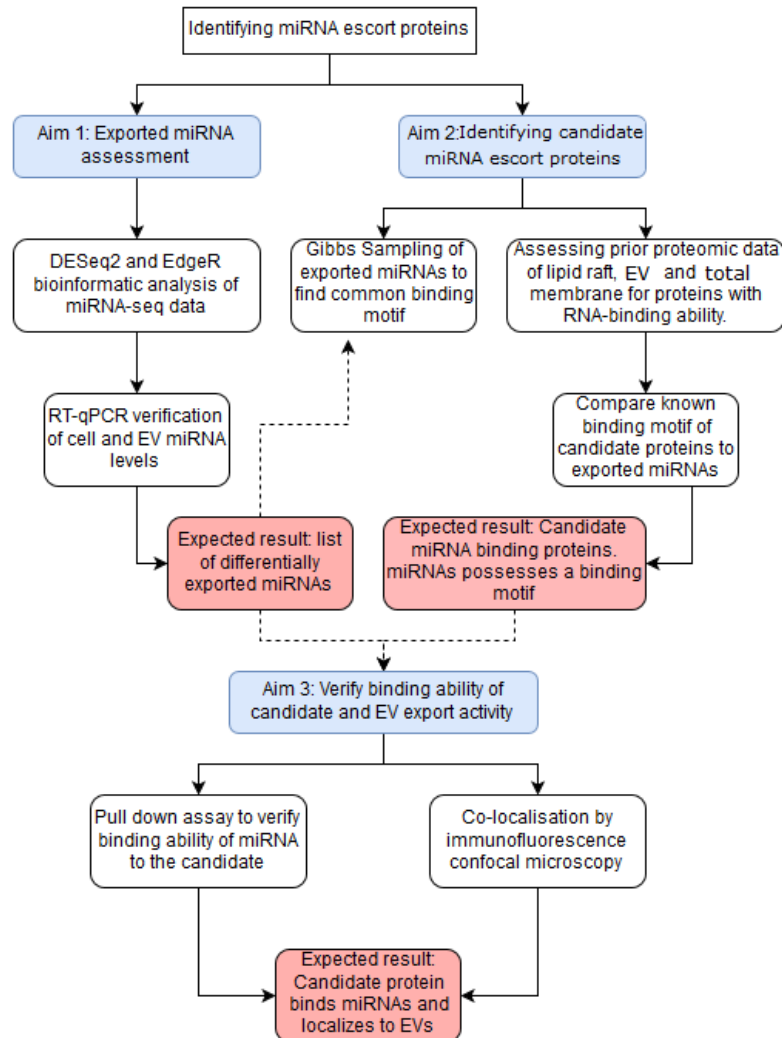 Identifying miRNA escort proteins
Aim 1: Exported miRNA
assessment
Aim 2:Identifying candidate
miRNA escort proteins
DESeq2 and EdgeR
bioinformatic analysis of
miRNA-seq data
Gibbs Sampling of
exported miRNAs to
find common binding
motif
Assessing prior proteomic data
of lipid raft, EV and total
membrane for proteins with
RNA-binding ability.
RT-qPCR verification
of cell and EV miRNA
levels
Compare known
binding motif of
candidate proteins to
exported miRNAs
Expected result: list
of differentially
exported miRNAs
Expected result: Candidate
miRNA binding proteins.
miRNAs possesses a binding
motif
Aim 3: Verify binding ability of
candidate and EV export activity
Pull down assay to verify
binding ability of miRNA
to the candidate
Co-localisation by
immunofluorescence
confocal microscopy
Expected result:
Candidate protein
binds miRNAs and
localizes to EVs